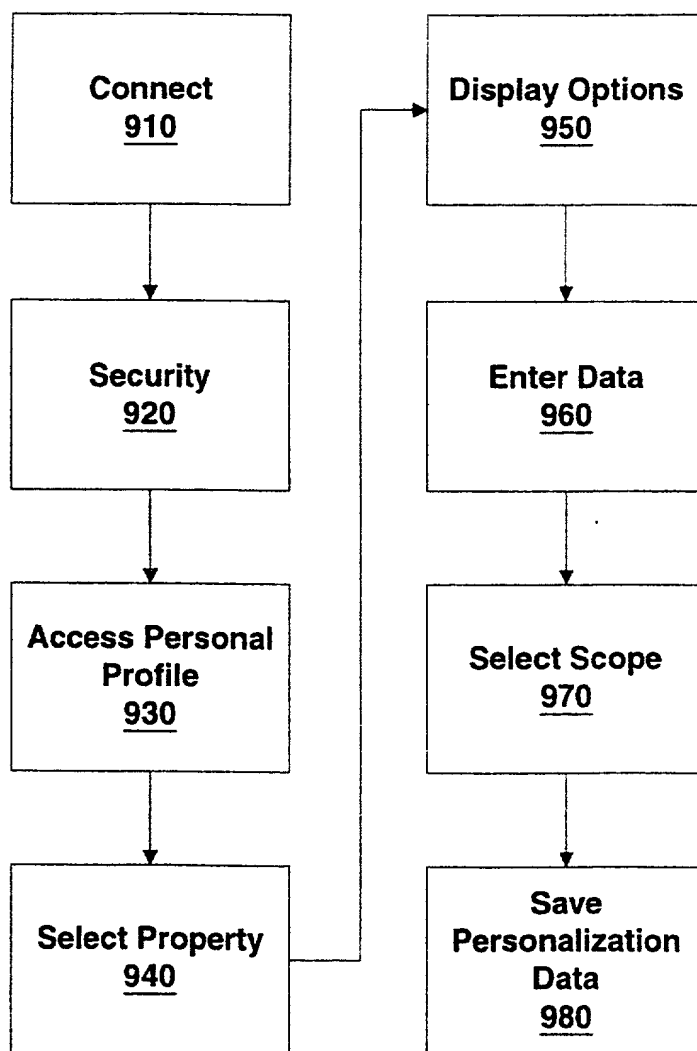 Connect
910
Security
920
Access Personal
Profile
930
Select Property
940
Display Options
950
Enter Data
960
Select Scope
970
Save
Personalization
Data
980